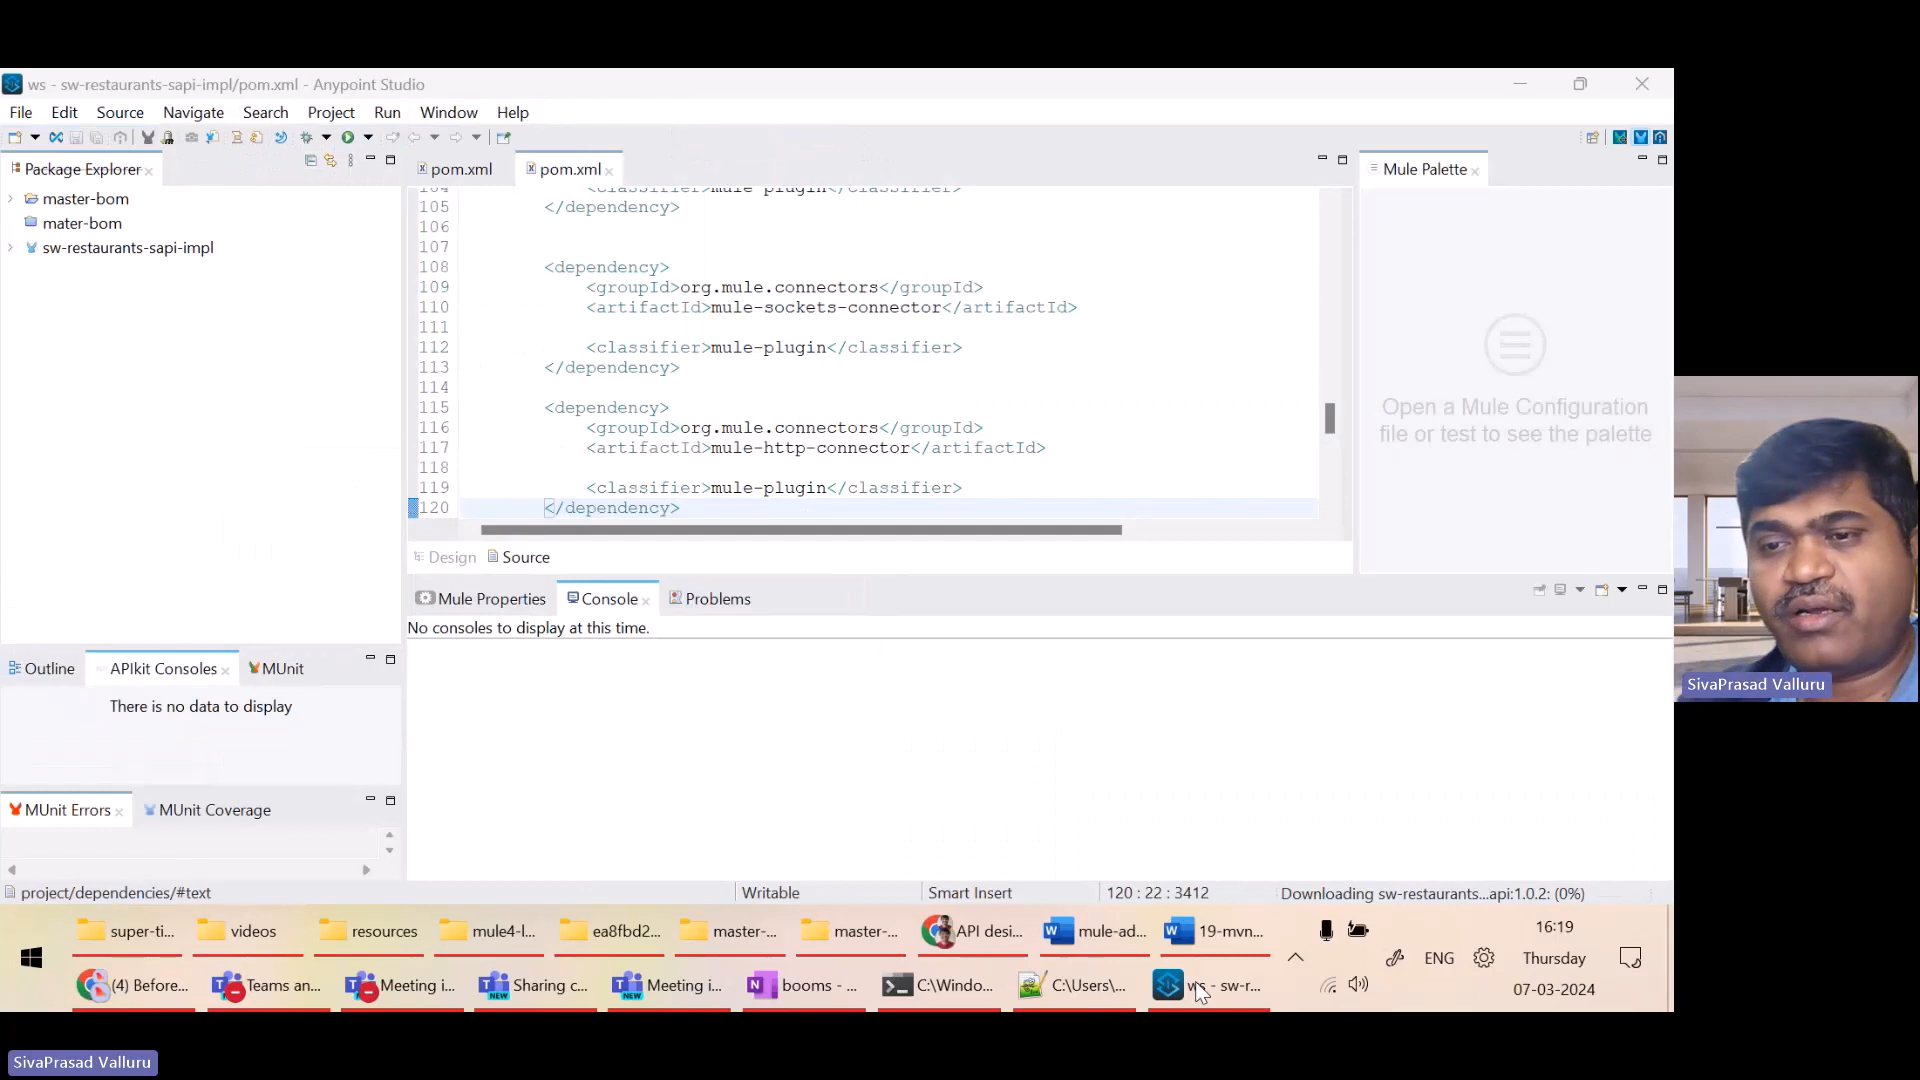 ws - sw-restaurants-sapi-impl/pom.xml - Anypoint Studio
File Edit Source Navigate Search Project Run Window Help
Package Explorer
master-bom
mater-bom
sw-restaurants-sapi-impl
pom.xml pom.xml
104 <classifier>mule-plugin</classifier>
105 </dependency>
106
107
108 <dependency>
109 <groupId>org.mule.connectors</groupId>
110 <artifactId>mule-sockets-connector</artifactId>
111
112 <classifier>mule-plugin</classifier>
113 </dependency>
114
115 <dependency>
116 <groupId>org.mule.connectors</groupId>
117 <artifactId>mule-http-connector</artifactId>
118
119 <classifier>mule-plugin</classifier>
120 </dependency>
Design Source
Mule Palette
Open a Mule Configuration
file or test to see the palette
Mule Properties Console Problems
No consoles to display at this time.
Outline APIkit Consoles MUnit
There is no data to display
MUnit Errors MUnit Coverage
project/dependencies/#text Writable Smart Insert 120 : 22 : 3412 Downloading sw-restaurants...api:1.0.2: (0%)
super-ti... videos resources mule4-l... ea8fbd2... master-... master-... API desi... mule-ad... 19-mvn...
(4) Before... Teams an... Meeting i... Sharing c... Meeting i... booms - ... C:\Windo... C:\Users\... ws - sw-r...
ENG
16:19
Thursday
07-03-2024
SivaPrasad Valluru
SivaPrasad Valluru